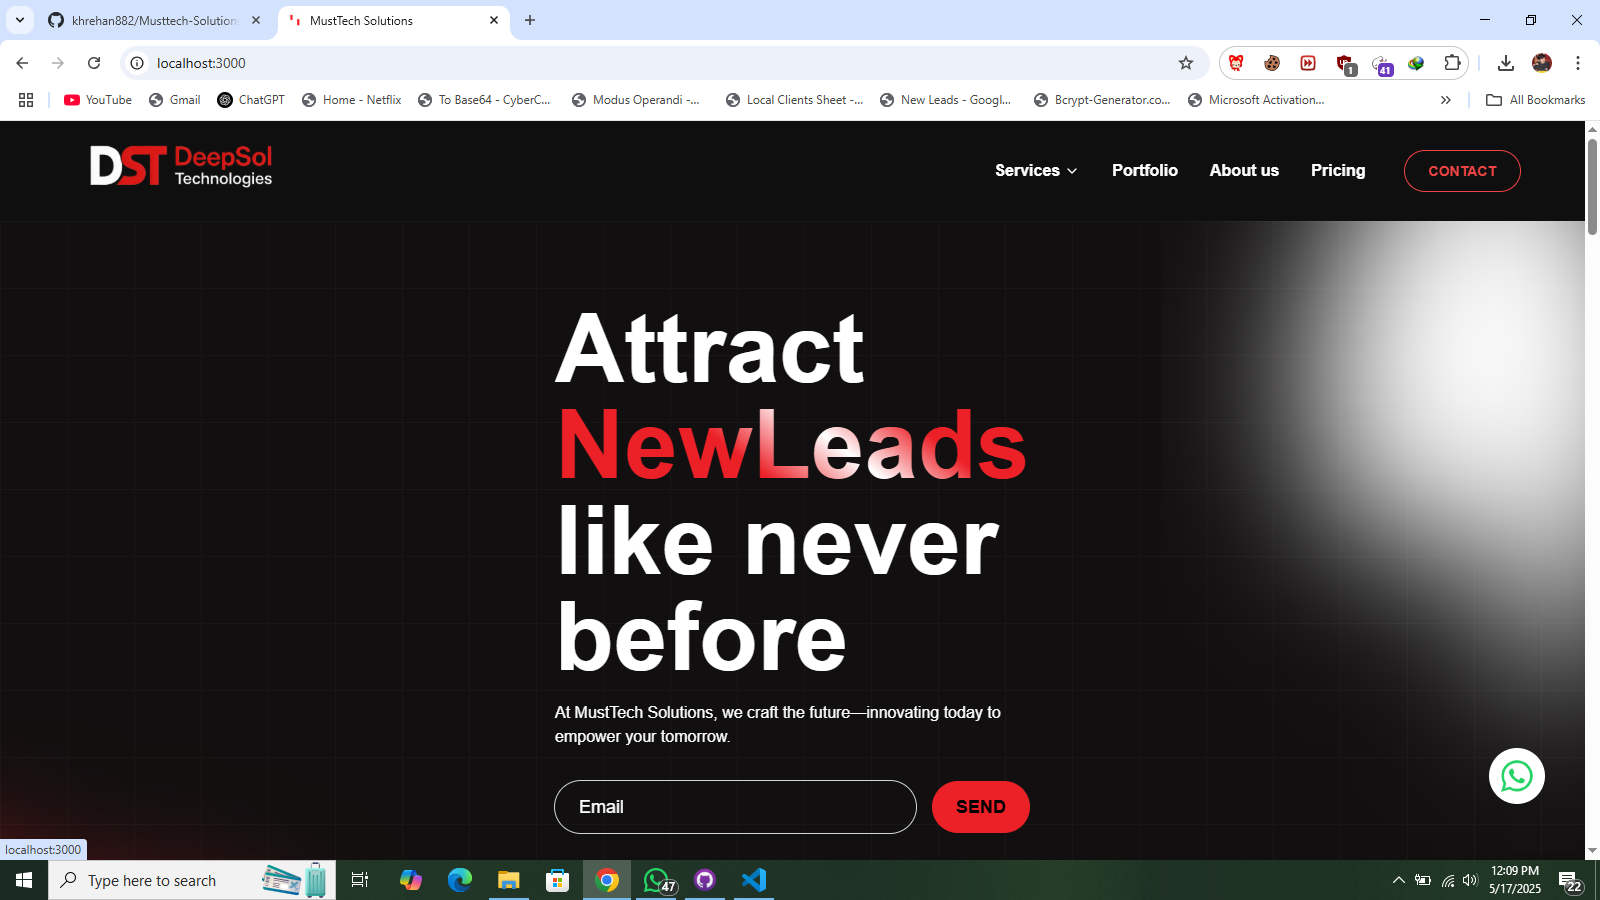 khrehan882/Musttech-Solution
MustTech Solutions
localhost:3000
1
41
YouTube
Gmail
ChatGPT
Home - Netflix
To Base64 - CyberC...
Modus Operandi -...
Local Clients Sheet -...
New Leads - Googl...
Bcrypt-Generator.co...
Microsoft Activation...
All Bookmarks
DST DeepSol
Technologies
Services
Portfolio
About us
Pricing
CONTACT
Attract
NewLeads
like never
before
At MustTech Solutions, we craft the future—innovating today to
empower your tomorrow.
Email
SEND
localhost:3000
Type here to search
47
12:09 PM
5/17/2025
22